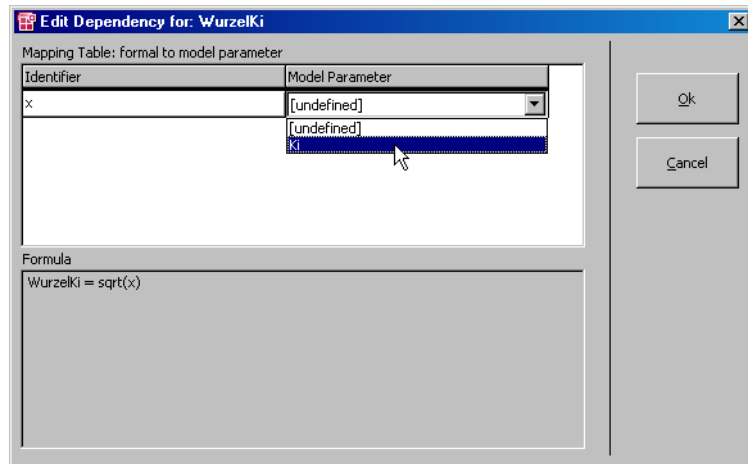 Edit Dependency for: WurzelKi
Mapping Table: formal to model parameter
Identifier Model Parameter
x [undefined]
[undefined]
Ki
Ok
Cancel
Formula
WurzelKi = sqrt(x)